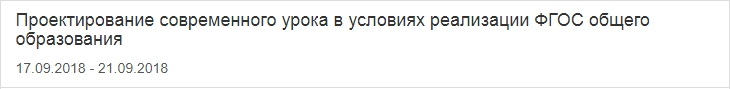 Проектирование современного урока в условиях реализации ФГОС общего
образования
17.09.2018 - 21.09.2018